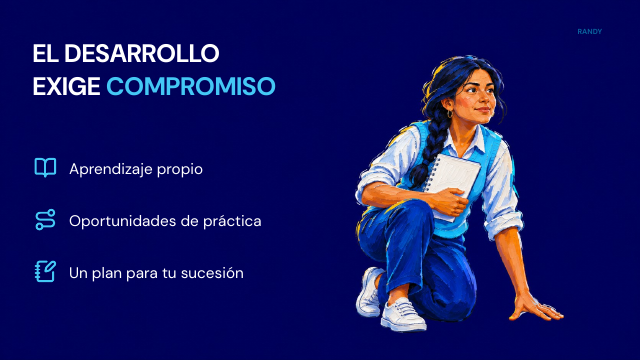 RANDY
EL DESARROLLO
EXIGE COMPROMISO
Aprendizaje propio
Oportunidades de práctica
Un plan para tu sucesión